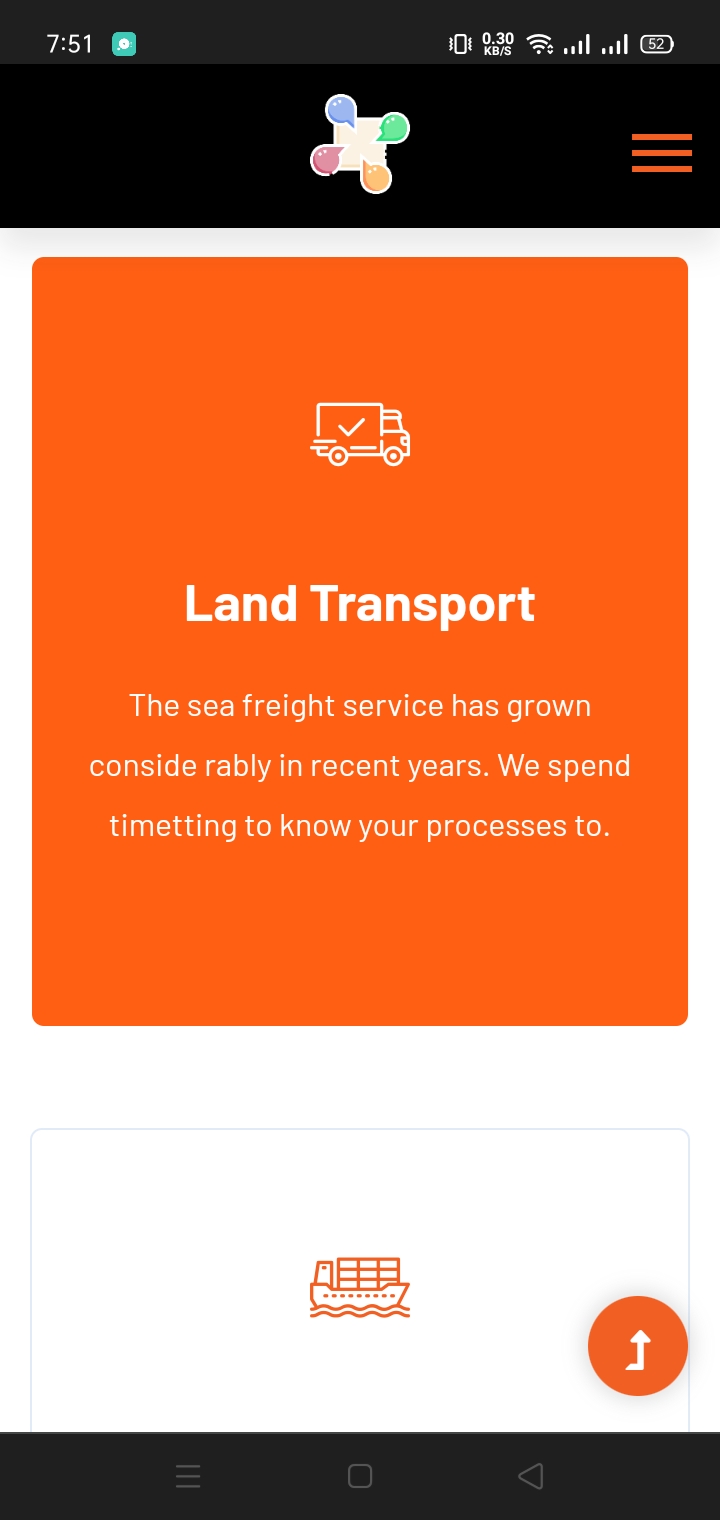 7:51
0.30
KB/S
52
Land Transport
The sea freight service has grown
conside rably in recent years. We spend
timetting to know your processes to.